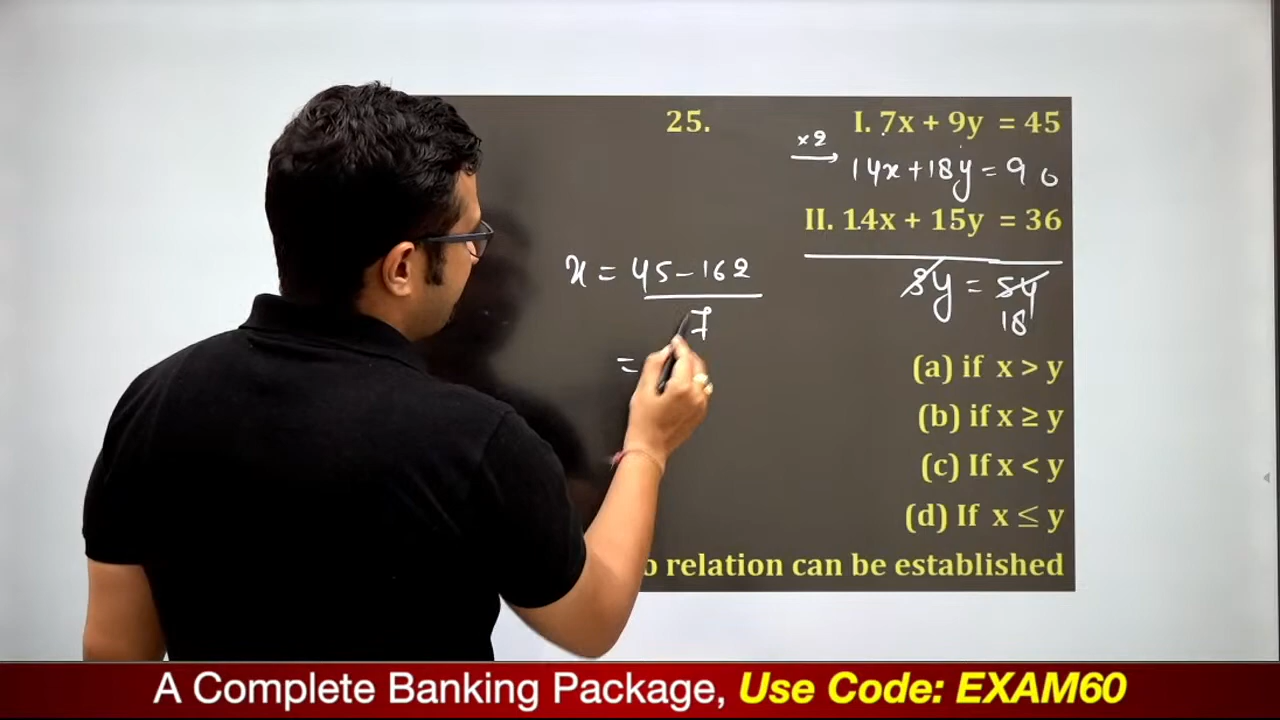 25. I. 7x + 9y = 45
×2 → 14x + 18y = 90
II. 14x + 15y = 36
3y = 54
18
x = 45 - 162
7
=
(a) if x > y
(b) if x ≥ y
(c) If x < y
(d) If x ≤ y
o relation can be established
A Complete Banking Package, Use Code: EXAM60